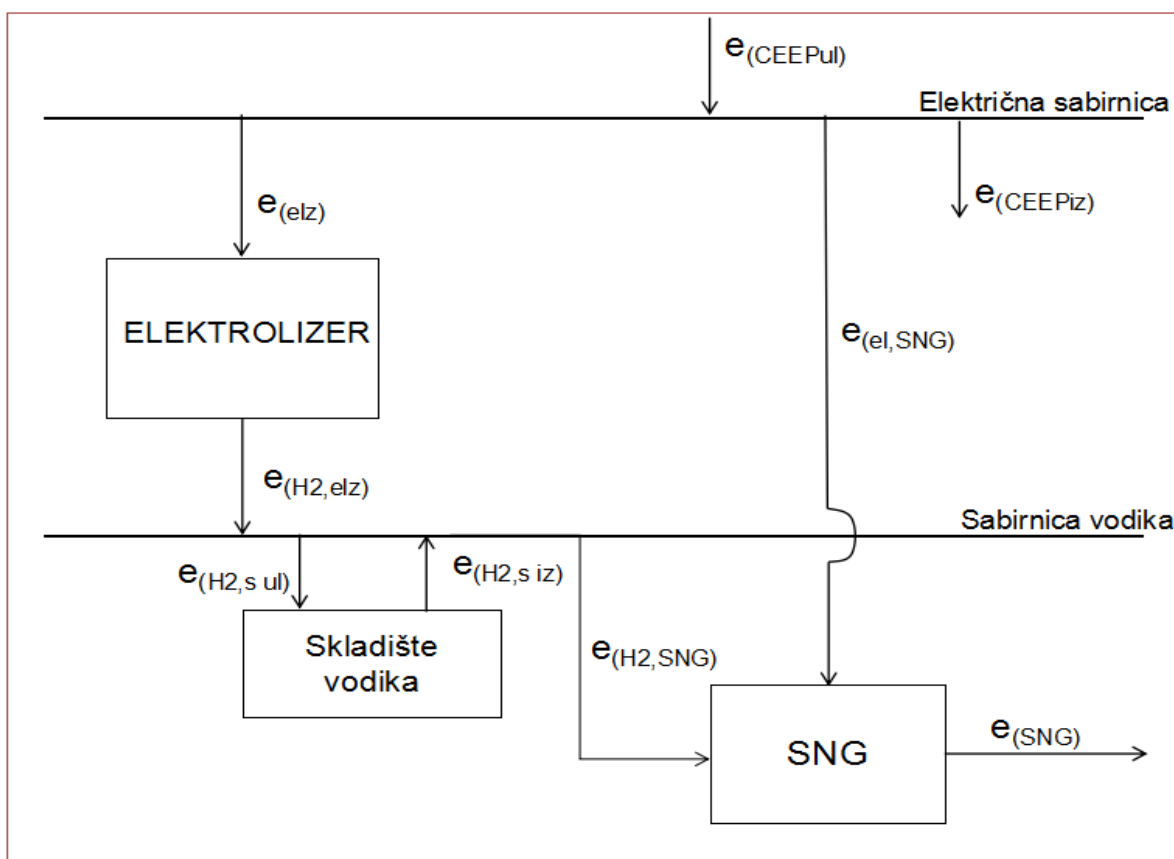 e(CEEPul)
Električna sabirnica
e(elz)
e(CEEPiz)
ELEKTROLIZER
e(el,SNG)
e(H2,elz)
Sabirnica vodika
e(H2,s ul)
e(H2,s iz)
Skladište
vodika
e(H2,SNG)
SNG
e(SNG)